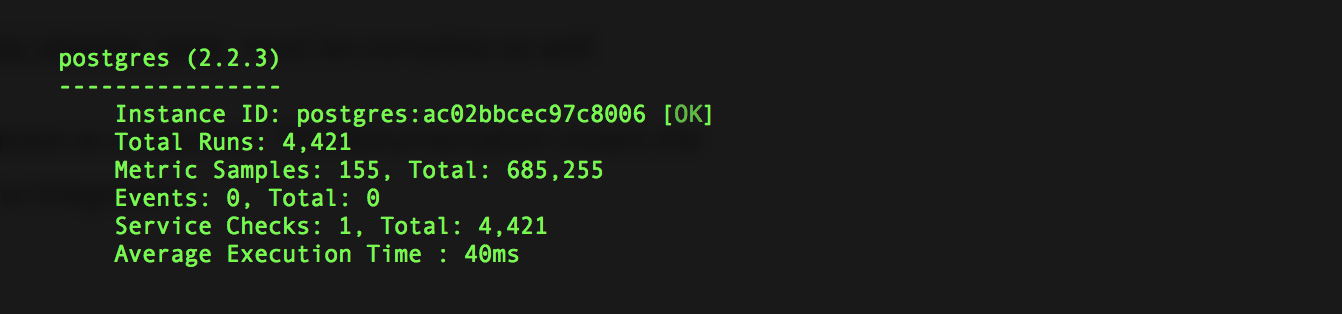 postgres (2.2.3)
----------------
Instance ID: postgres:ac02bbcec97c8006 [OK]
Total Runs: 4,421
Metric Samples: 155, Total: 685,255
Events: 0, Total: 0
Service Checks: 1, Total: 4,421
Average Execution Time : 40ms